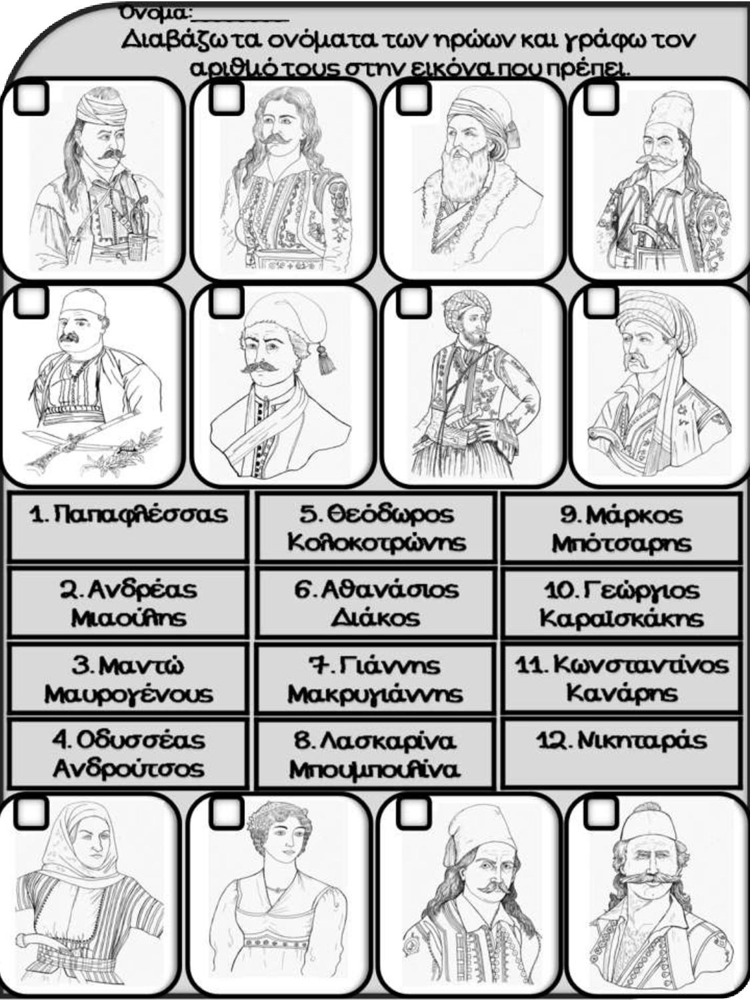 Όνομα:_________
Διαβάζω τα ονόματα των ηρώων και γράφω τον
αριθμό τους στην εικόνα που πρέπει.
1. Παπαφλέσσας
5. Θεόδωρος
Κολοκοτρώνης
9. Μάρκος
Μπότσαρης
2. Ανδρέας
Μιαούλης
6. Αθανάσιος
Διάκος
10. Γεώργιος
Καραϊσκάκης
3. Μαντώ
Μαυρογένους
7. Γιάννης
Μακρυγιάννης
11. Κωνσταντίνος
Κανάρης
4. Οδυσσέας
Ανδρούτσος
8. Λασκαρίνα
Μπουμπουλίνα
12. Νικηταράς